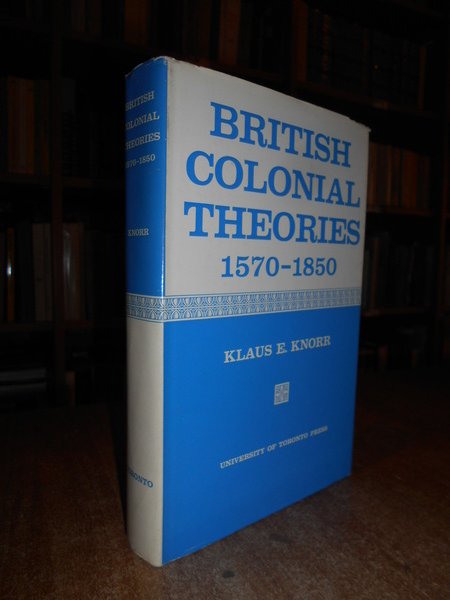 BRITISH
COLONIAL
THEORIES
1570-1850
KNORR
TORONTO
BRITISH
COLONIAL
THEORIES
1570-1850
KLAUS E. KNORR
UNIVERSITY OF TORONTO PRESS